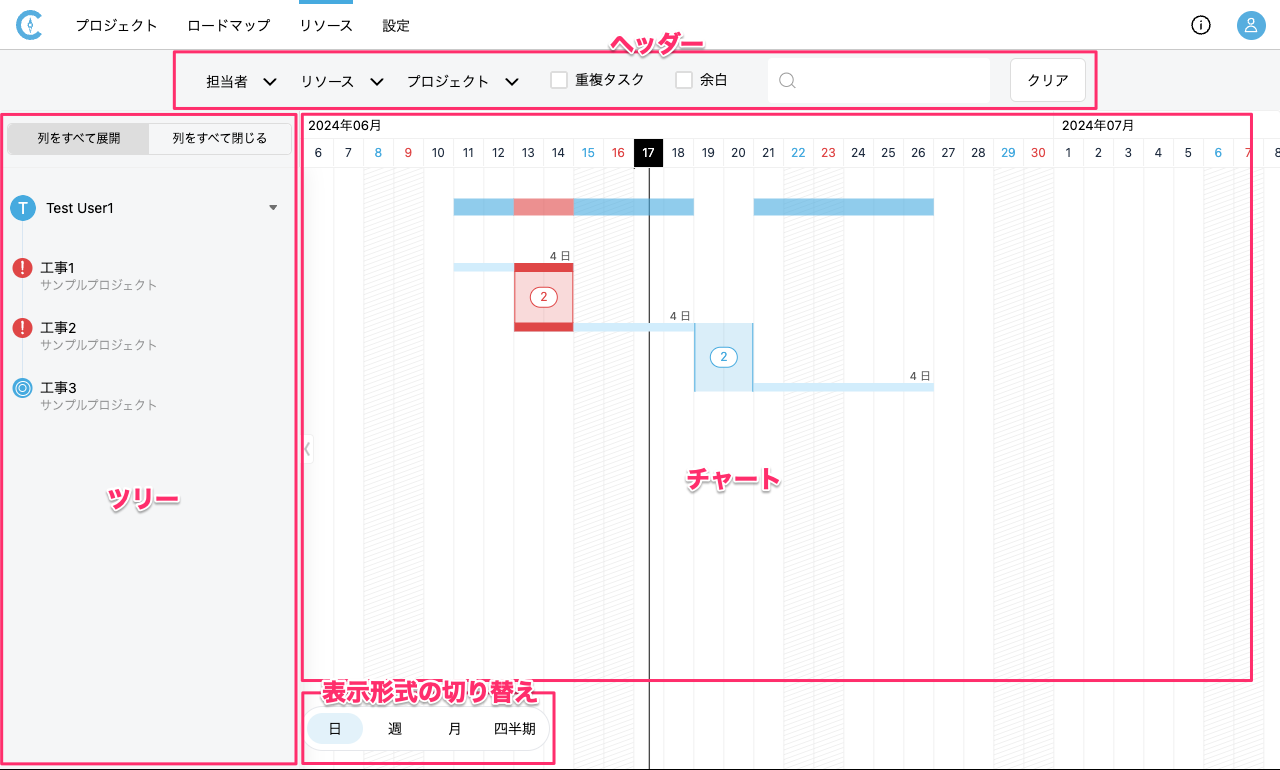 プロジェクト ロードマップ リソース 設定
ヘッダー
担当者 リソース プロジェクト 重複タスク 余白 クリア
列をすべて展開 列をすべて閉じる
2024年06月 2024年07月
6 7 8 9 10 11 12 13 14 15 16 17 18 19 20 21 22 23 24 25 26 27 28 29 30 1 2 3 4 5 6 7 8
T Test User1
4 日
工事1
サンプルプロジェクト
2
4 日
工事2
サンプルプロジェクト
2
4 日
工事3
サンプルプロジェクト
チャート
ツリー
表示形式の切り替え
日 週 月 四半期